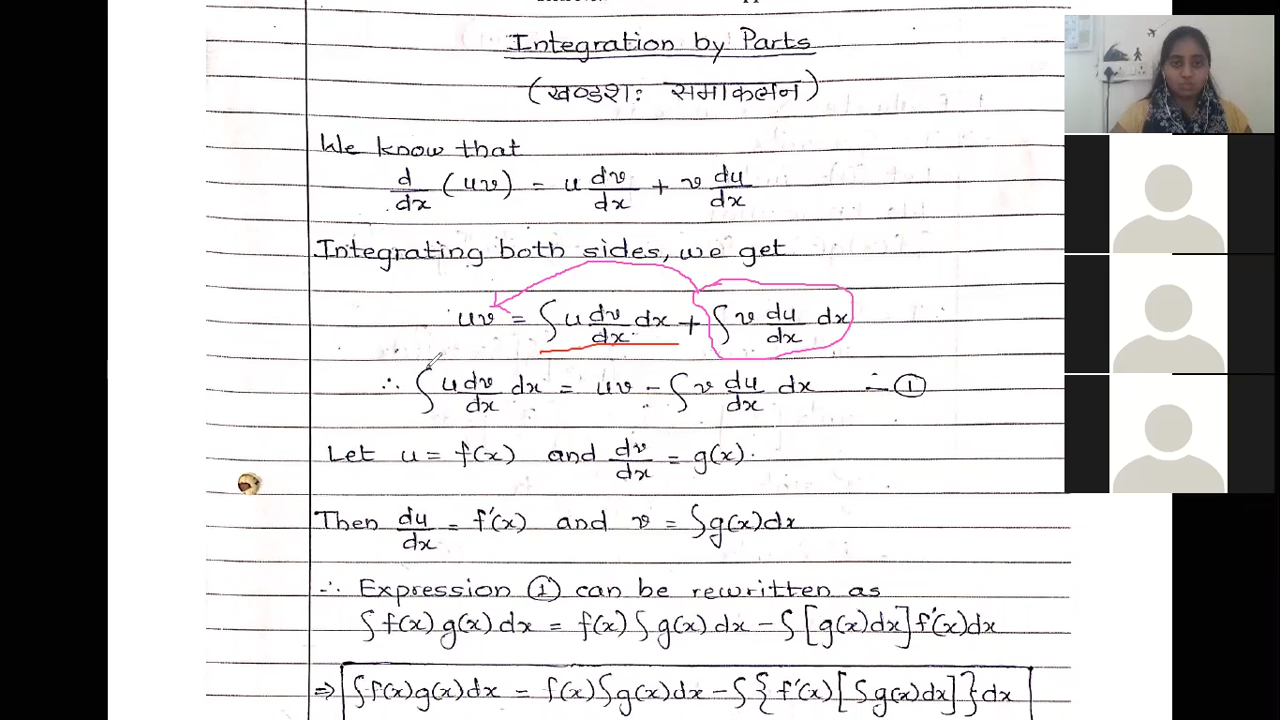 Integration by Parts
(खण्डशः समाकलन)
We know that
d/dx (uv) = u dv/dx + v du/dx
Integrating both sides, we get
uv = ∫ u dv/dx dx + ∫ v du/dx dx
∴ ∫ u dv/dx dx = uv - ∫ v du/dx dx - ①
Let u = f(x) and dv/dx = g(x).
Then du/dx = f'(x) and v = ∫g(x)dx
∴ Expression ① can be rewritten as
∫ f(x) g(x) dx = f(x) ∫ g(x) dx - ∫ [g(x)dx] f'(x)dx
⇒ ∫f(x)g(x)dx = f(x)∫g(x)dx - ∫{f'(x)[∫g(x)dx]}dx